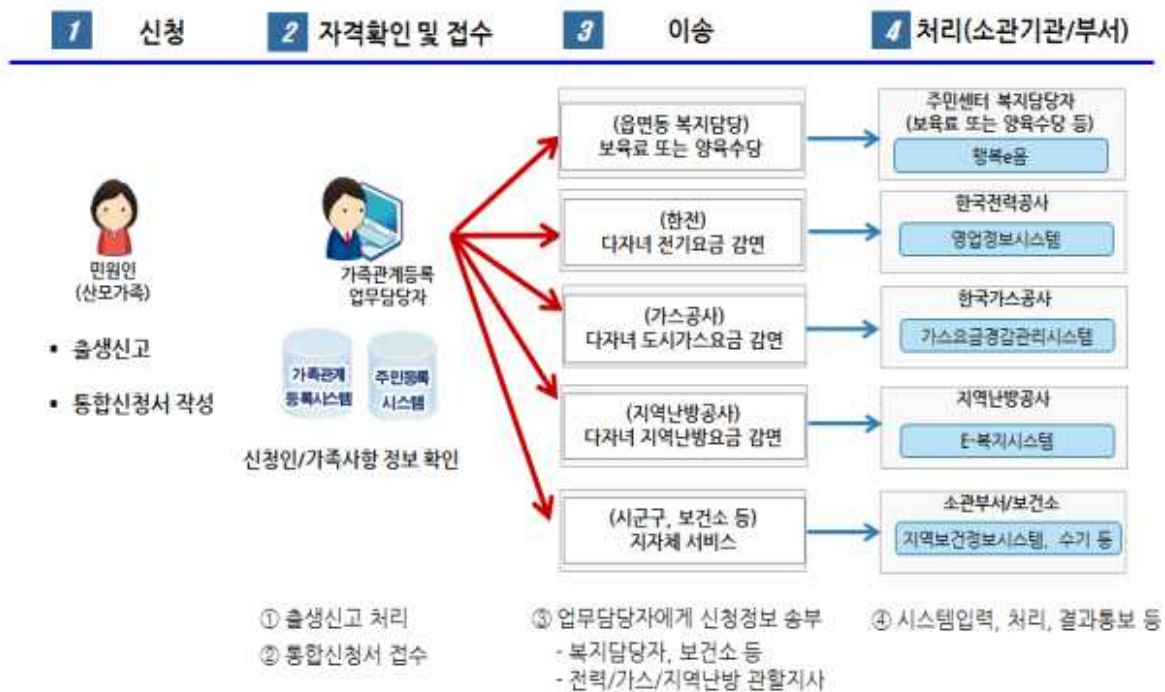 1 신청
2 자격확인 및 접수
3 이송
4 처리(소관기관/부서)
민원인
(산모가족)
▪ 출생신고
▪ 통합신청서 작성
가족관계등록
업무담당자
가족관계
등록시스템
주민등록
시스템
신청인/가족사항 정보 확인
① 출생신고 처리
② 통합신청서 접수
(읍면동 복지담당)
보육료 또는 양육수당
(한전)
다자녀 전기요금 감면
(가스공사)
다자녀 도시가스요금 감면
(지역난방공사)
다자녀 지역난방요금 감면
(시군구, 보건소 등)
지자체 서비스
③ 업무담당자에게 신청정보 송부
- 복지담당자, 보건소 등
- 전력/가스/지역난방 관할지사
주민센터 복지담당자
(보육료 또는 양육수당 등)
행복e음
한국전력공사
영업정보시스템
한국가스공사
가스요금경감관리시스템
지역난방공사
E-복지시스템
소관부서/보건소
지역보건정보시스템, 수기 등
④ 시스템입력, 처리, 결과통보 등